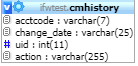 ifwtest.cmhistory
acctcode : varchar(7)
change_date : varchar(25)
# uid : int(11)
action : varchar(255)